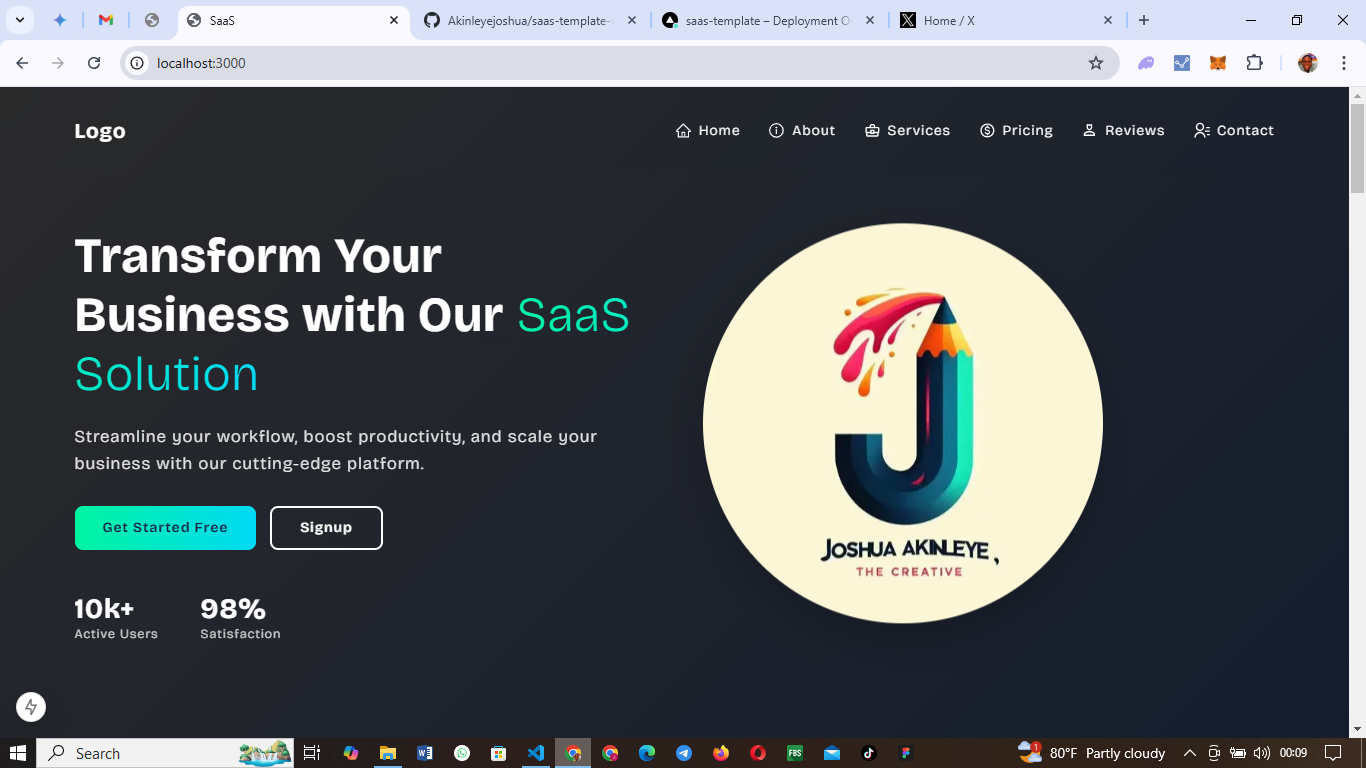 SaaS
Akinleyejoshua/saas-template-
saas-template – Deployment O
Home / X
localhost:3000
Logo
Home
About
Services
Pricing
Reviews
Contact
Transform Your
Business with Our SaaS
Solution
Streamline your workflow, boost productivity, and scale your
business with our cutting-edge platform.
Get Started Free
Signup
10k+
98%
Active Users
Satisfaction
J
JOSHUA AKINLEYE,
THE CREATIVE
Search
FBS
1
80°F Partly cloudy
00:09